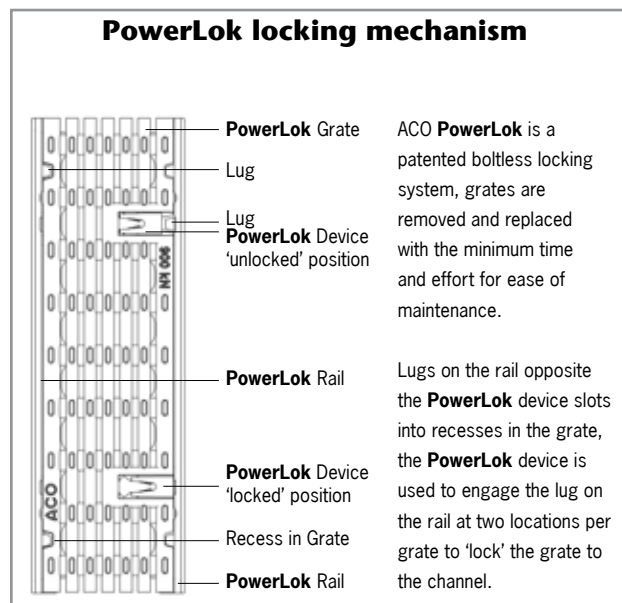 PowerLok locking mechanism
PowerLok Grate
Lug
Lug
PowerLok Device
'unlocked' position
900 KN
PowerLok Rail
PowerLok Device
'locked' position
ACO
Recess in Grate
PowerLok Rail
ACO PowerLok is a
patented boltless locking
system, grates are
removed and replaced
with the minimum time
and effort for ease of
maintenance.
Lugs on the rail opposite
the PowerLok device slots
into recesses in the grate,
the PowerLok device is
used to engage the lug on
the rail at two locations per
grate to 'lock' the grate to
the channel.